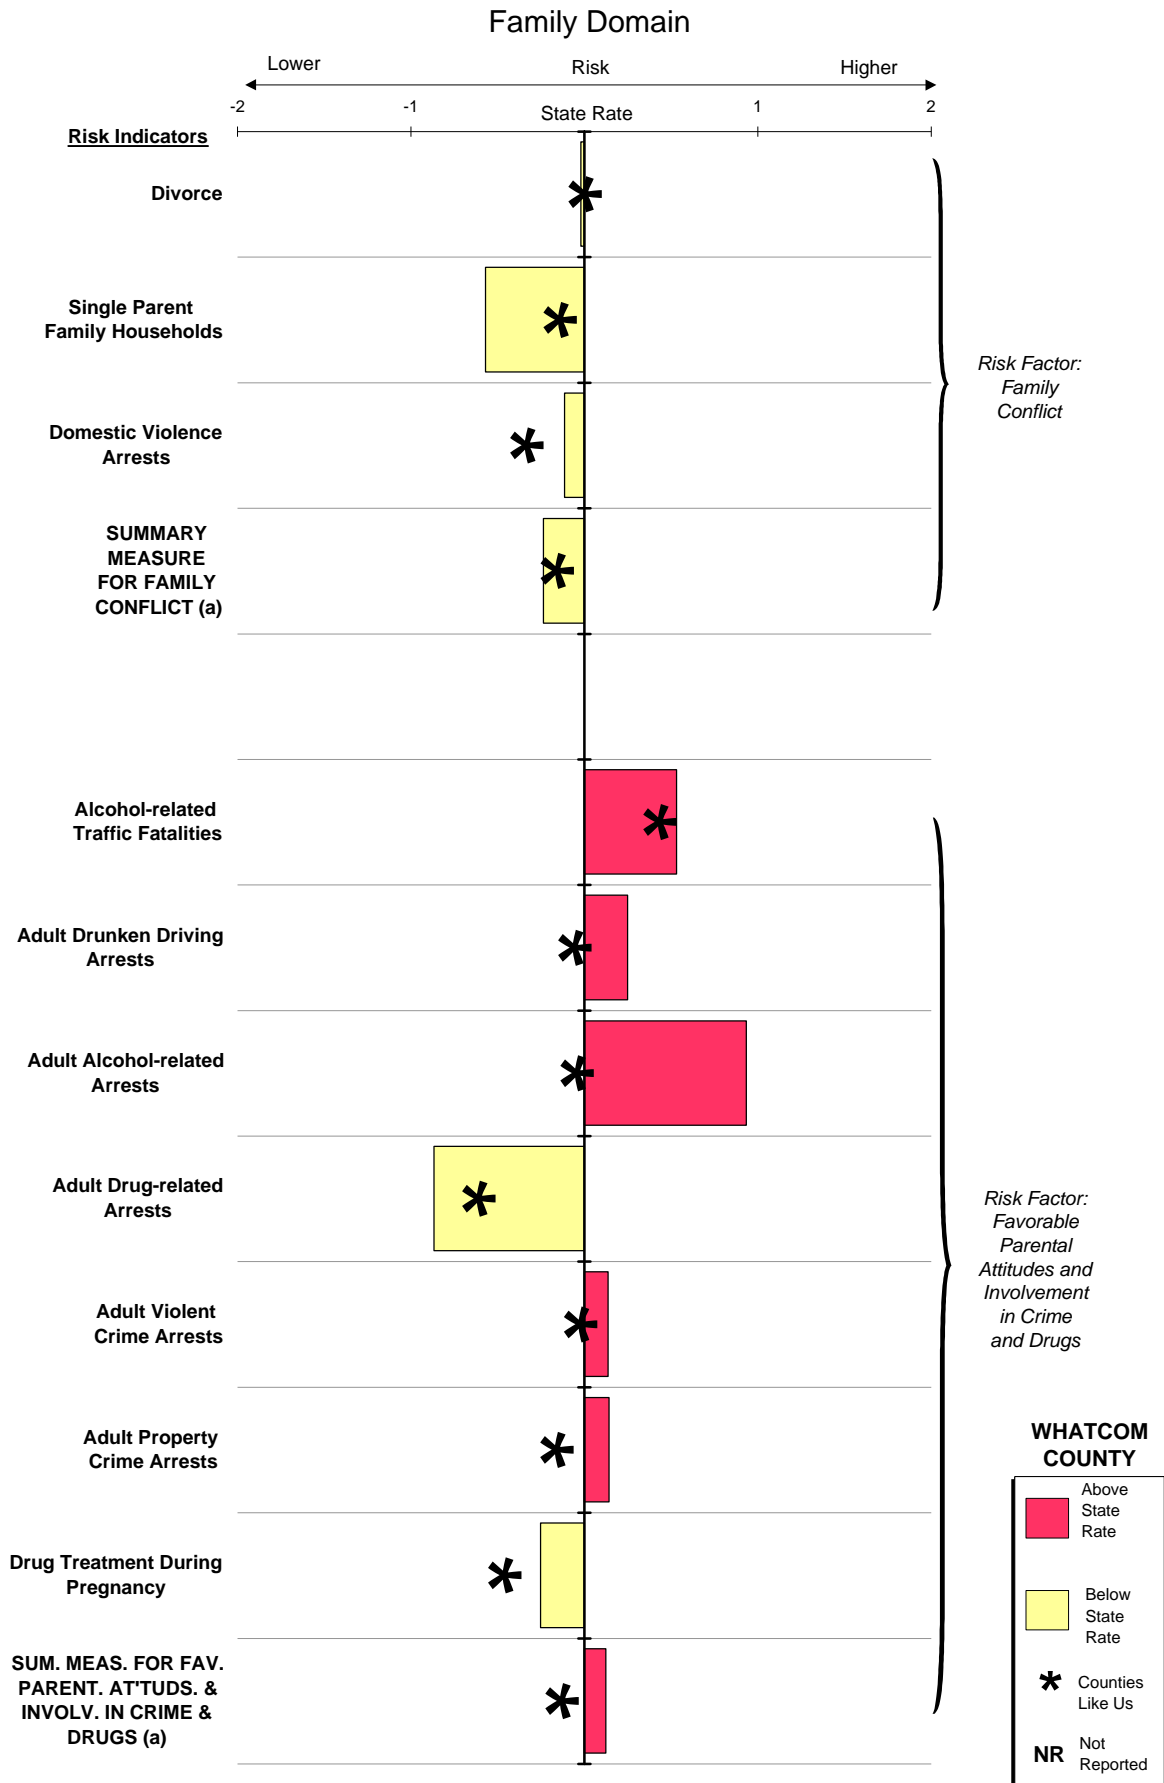 Family Domain
Lower Risk Higher
-2 -1 State Rate 1 2
Risk Indicators
Divorce
Single Parent
Family Households
Domestic Violence
Arrests
SUMMARY
MEASURE
FOR FAMILY
CONFLICT (a)
Risk Factor:
Family
Conflict
Alcohol-related
Traffic Fatalities
Adult Drunken Driving
Arrests
Adult Alcohol-related
Arrests
Adult Drug-related
Arrests
Adult Violent
Crime Arrests
Adult Property
Crime Arrests
Drug Treatment During
Pregnancy
SUM. MEAS. FOR FAV.
PARENT. AT'TUDS. &
INVOLV. IN CRIME &
DRUGS (a)
Risk Factor:
Favorable
Parental
Attitudes and
Involvement
in Crime
and Drugs
WHATCOM
COUNTY
Above
State
Rate
Below
State
Rate
* Counties
Like Us
NR Not
Reported